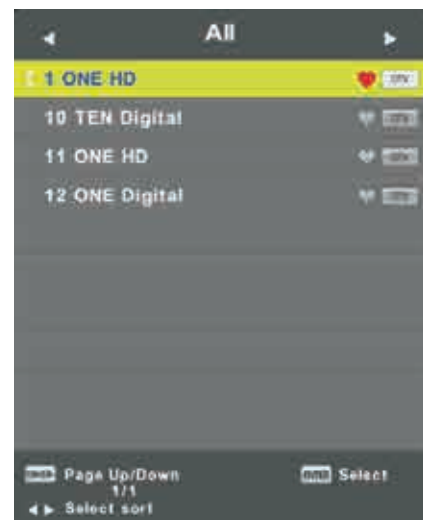 All
1 ONE HD
10 TEN Digital
11 ONE HD
12 ONE Digital
Page Up/Down
Select
1/1
Select sort